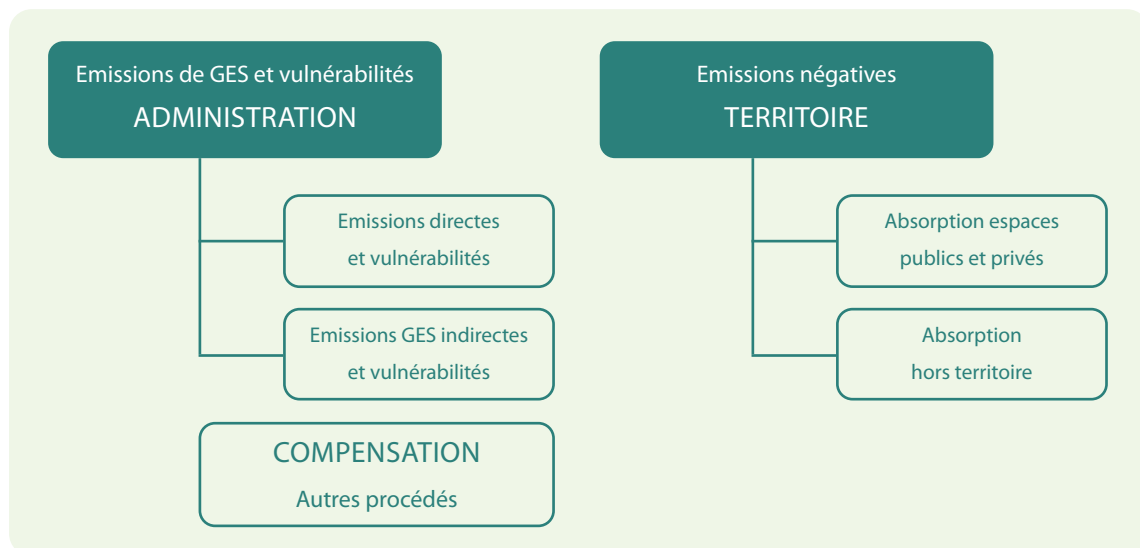 Emissions de GES et vulnérabilités
ADMINISTRATION
Emissions directes
et vulnérabilités
Emissions GES indirectes
et vulnérabilités
COMPENSATION
Autres procédés
Emissions négatives
TERRITOIRE
Absorption espaces
publics et privés
Absorption
hors territoire